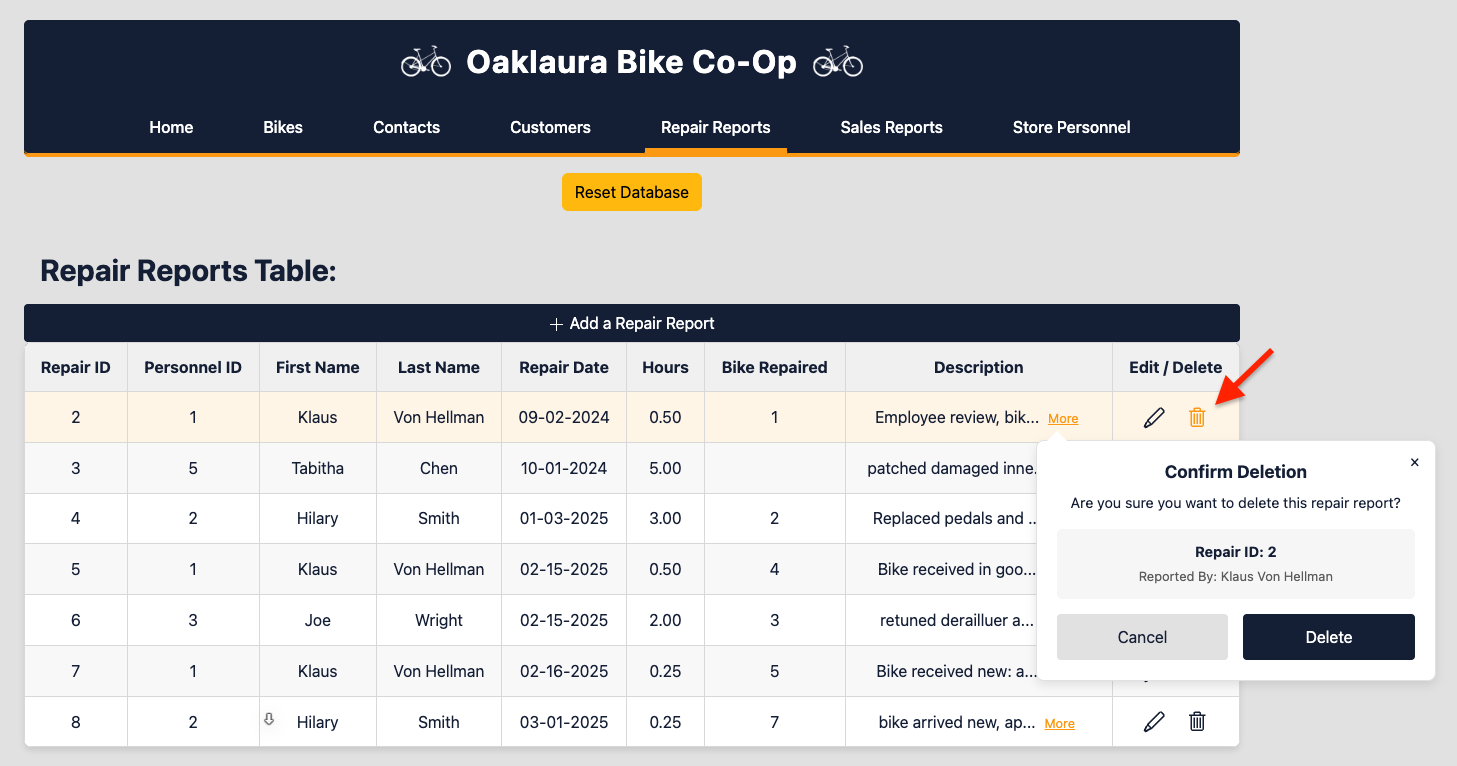 Oaklaura Bike Co-Op
Home Bikes Contacts Customers Repair Reports Sales Reports Store Personnel
Reset Database
Repair Reports Table:
+ Add a Repair Report
Repair ID Personnel ID First Name Last Name Repair Date Hours Bike Repaired Description Edit / Delete
2 1 Klaus Von Hellman 09-02-2024 0.50 1 Employee review, bik... More
3 5 Tabitha Chen 10-01-2024 5.00 patched damaged inne.
4 2 Hilary Smith 01-03-2025 3.00 2 Replaced pedals and ..
5 1 Klaus Von Hellman 02-15-2025 0.50 4 Bike received in goo...
6 3 Joe Wright 02-15-2025 2.00 3 retuned derailluer a...
7 1 Klaus Von Hellman 02-16-2025 0.25 5 Bike received new: a...
8 2 Hilary Smith 03-01-2025 0.25 7 bike arrived new, ap... More
Confirm Deletion ×
Are you sure you want to delete this repair report?
Repair ID: 2
Reported By: Klaus Von Hellman
Cancel Delete